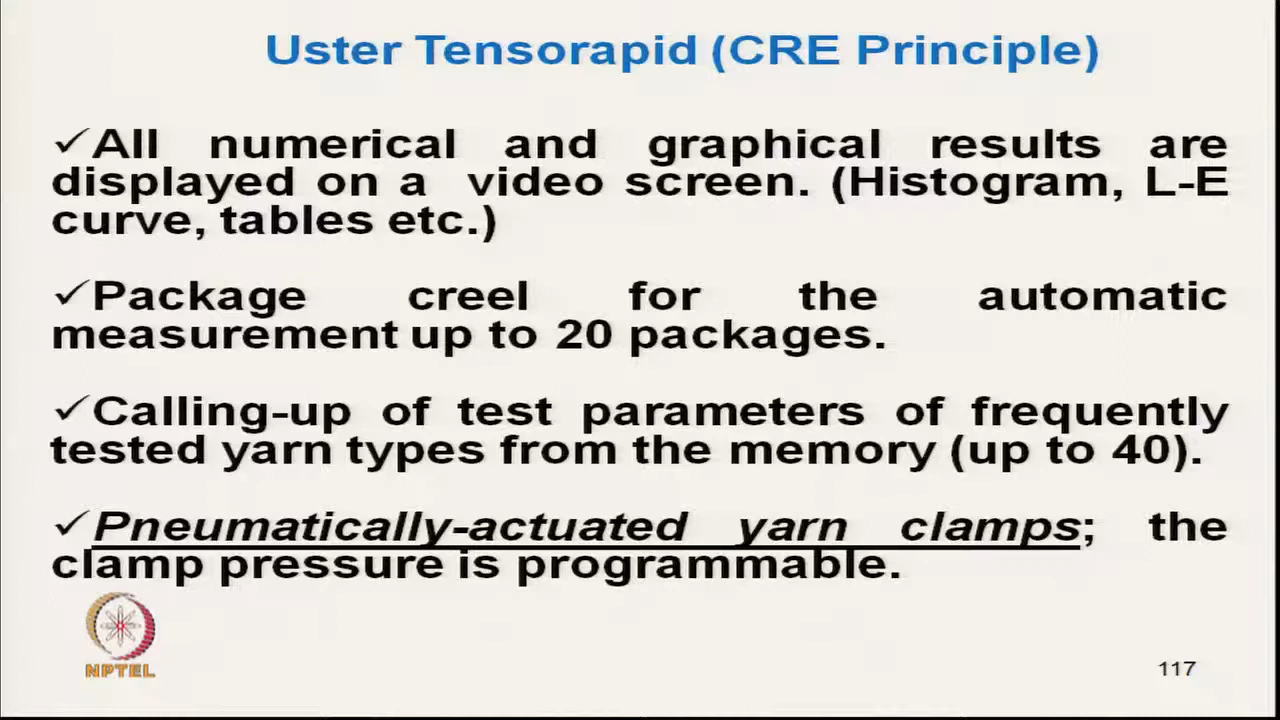 Uster Tensorapid (CRE Principle)
✓All numerical and graphical results are
displayed on a video screen. (Histogram, L-E
curve, tables etc.)
✓Package creel for the automatic
measurement up to 20 packages.
✓Calling-up of test parameters of frequently
tested yarn types from the memory (up to 40).
✓Pneumatically-actuated yarn clamps; the
clamp pressure is programmable.
NPTEL
117